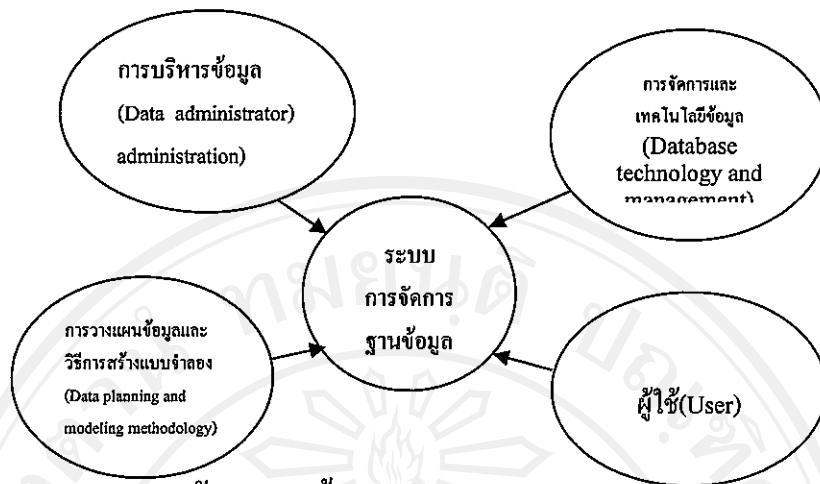 การบริหารข้อมูล
(Data administrator)
administration)
การจัดการและ
เทคโนโลยีข้อมูล
(Database
technology and
management)
ระบบ
การจัดการ
ฐานข้อมูล
การวางแผนข้อมูลและ
วิธีการสร้างแบบจำลอง
(Data planning and
modeling methodology)
ผู้ใช้(User)